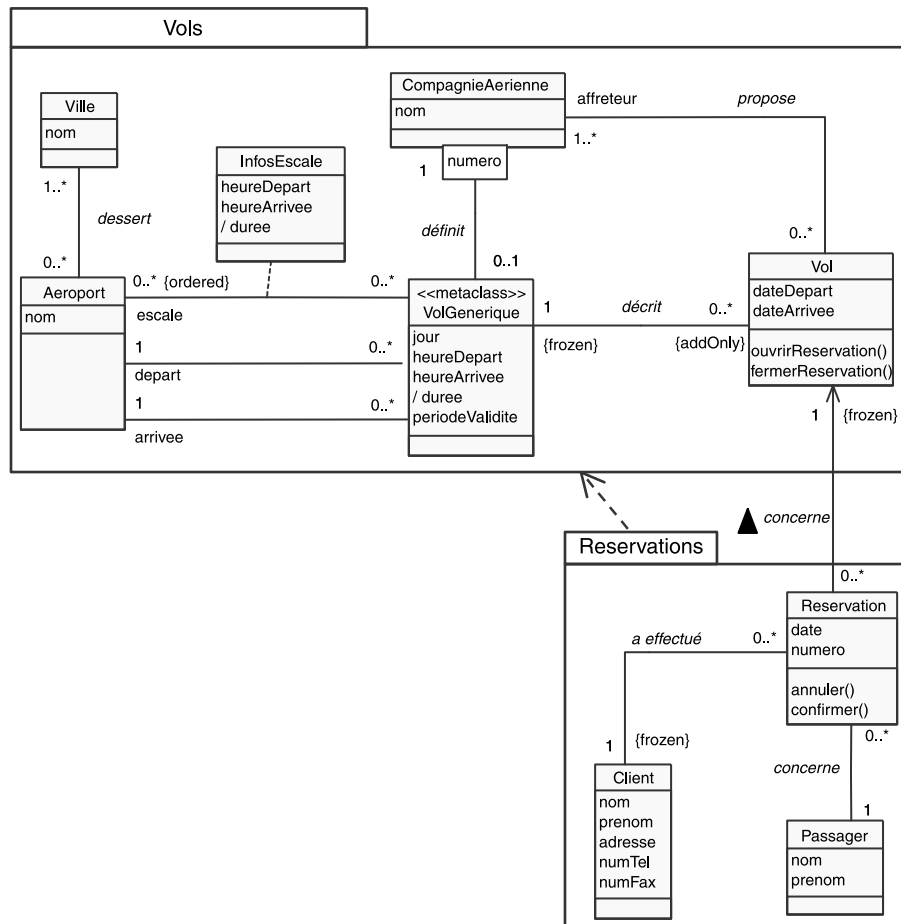 Vols
CompagnieAerienne
nom
numero
affreteur
propose
1..*
1
Ville
nom
1..*
dessert
0..*
InfosEscale
heureDepart
heureArrivee
/ duree
définit
0..1
0..*
Aeroport
nom
0..* {ordered}
0..*
escale
1
0..*
depart
1
0..*
arrivee
<<metaclass>>
VolGenerique
jour
heureDepart
heureArrivee
/ duree
periodeValidite
1
décrit
0..*
{frozen}
{addOnly}
Vol
dateDepart
dateArrivee
ouvrirReservation()
fermerReservation()
1
{frozen}
concerne
0..*
Reservations
Reservation
date
numero
annuler()
confirmer()
a effectué
0..*
1
{frozen}
0..*
concerne
1
Client
nom
prenom
adresse
numTel
numFax
Passager
nom
prenom